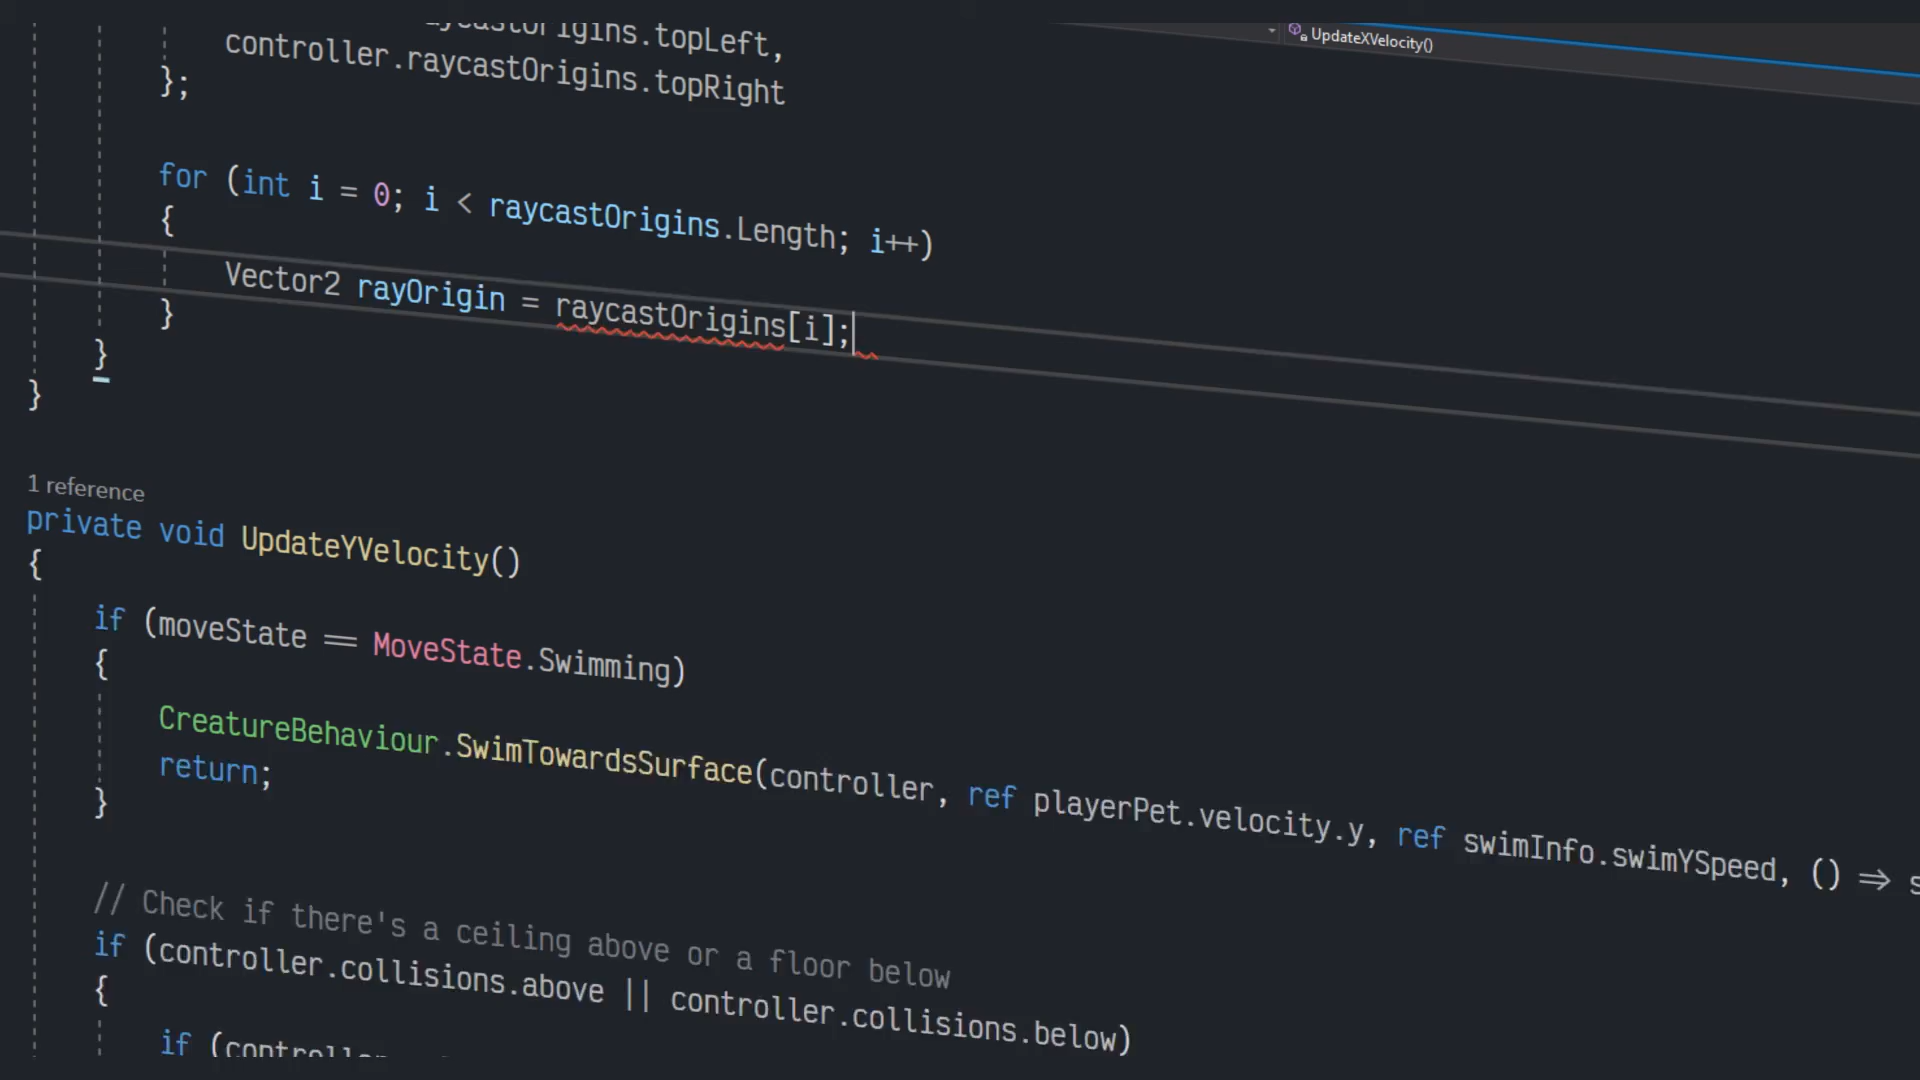 raycastOrigins.topLeft,
controller.raycastOrigins.topRight
};
UpdateXVelocity()
for (int i = 0; i < raycastOrigins.Length; i++)
{
Vector2 rayOrigin = raycastOrigins[i];
}
}
}
1 reference
private void UpdateYVelocity()
{
if (moveState == MoveState.Swimming)
{
CreatureBehaviour.SwimTowardsSurface(controller, ref playerPet.velocity.y, ref swimInfo.swimYSpeed, () =>
return;
}
// Check if there's a ceiling above or a floor below
if (controller.collisions.above || controller.collisions.below)
{
if (controller